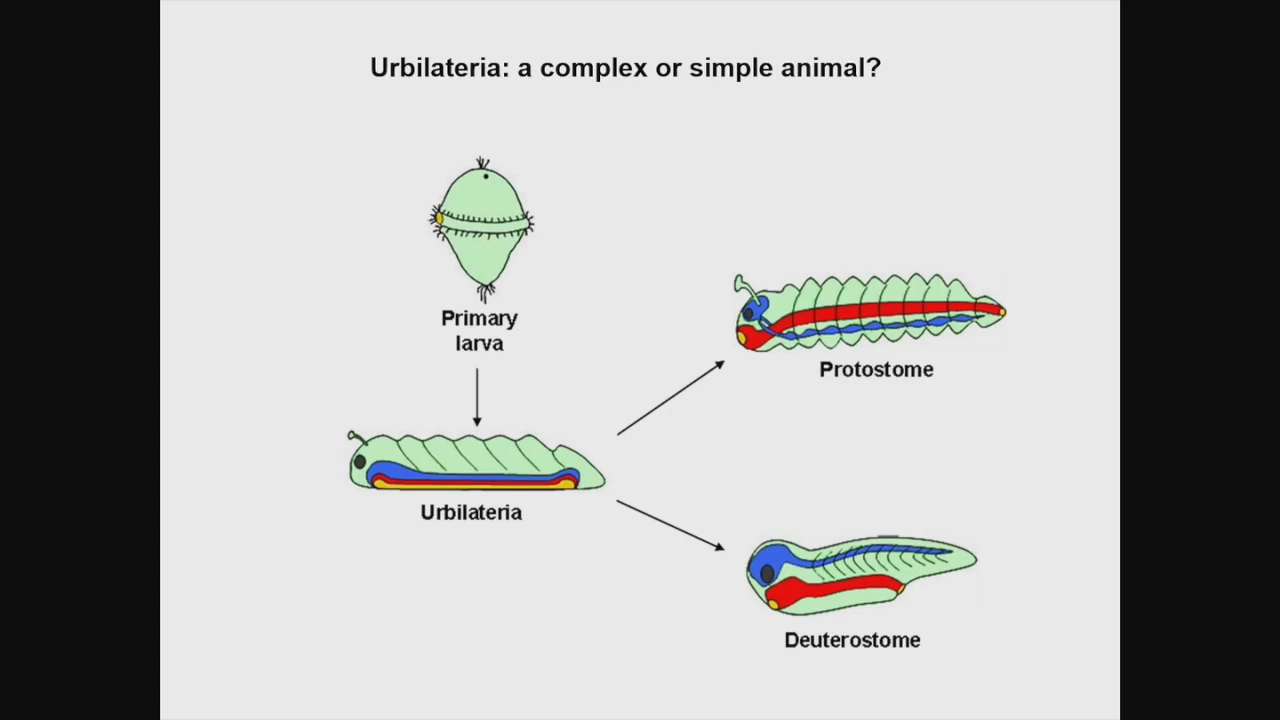 Urbilateria: a complex or simple animal?
Primary
larva
Protostome
Urbilateria
Deuterostome